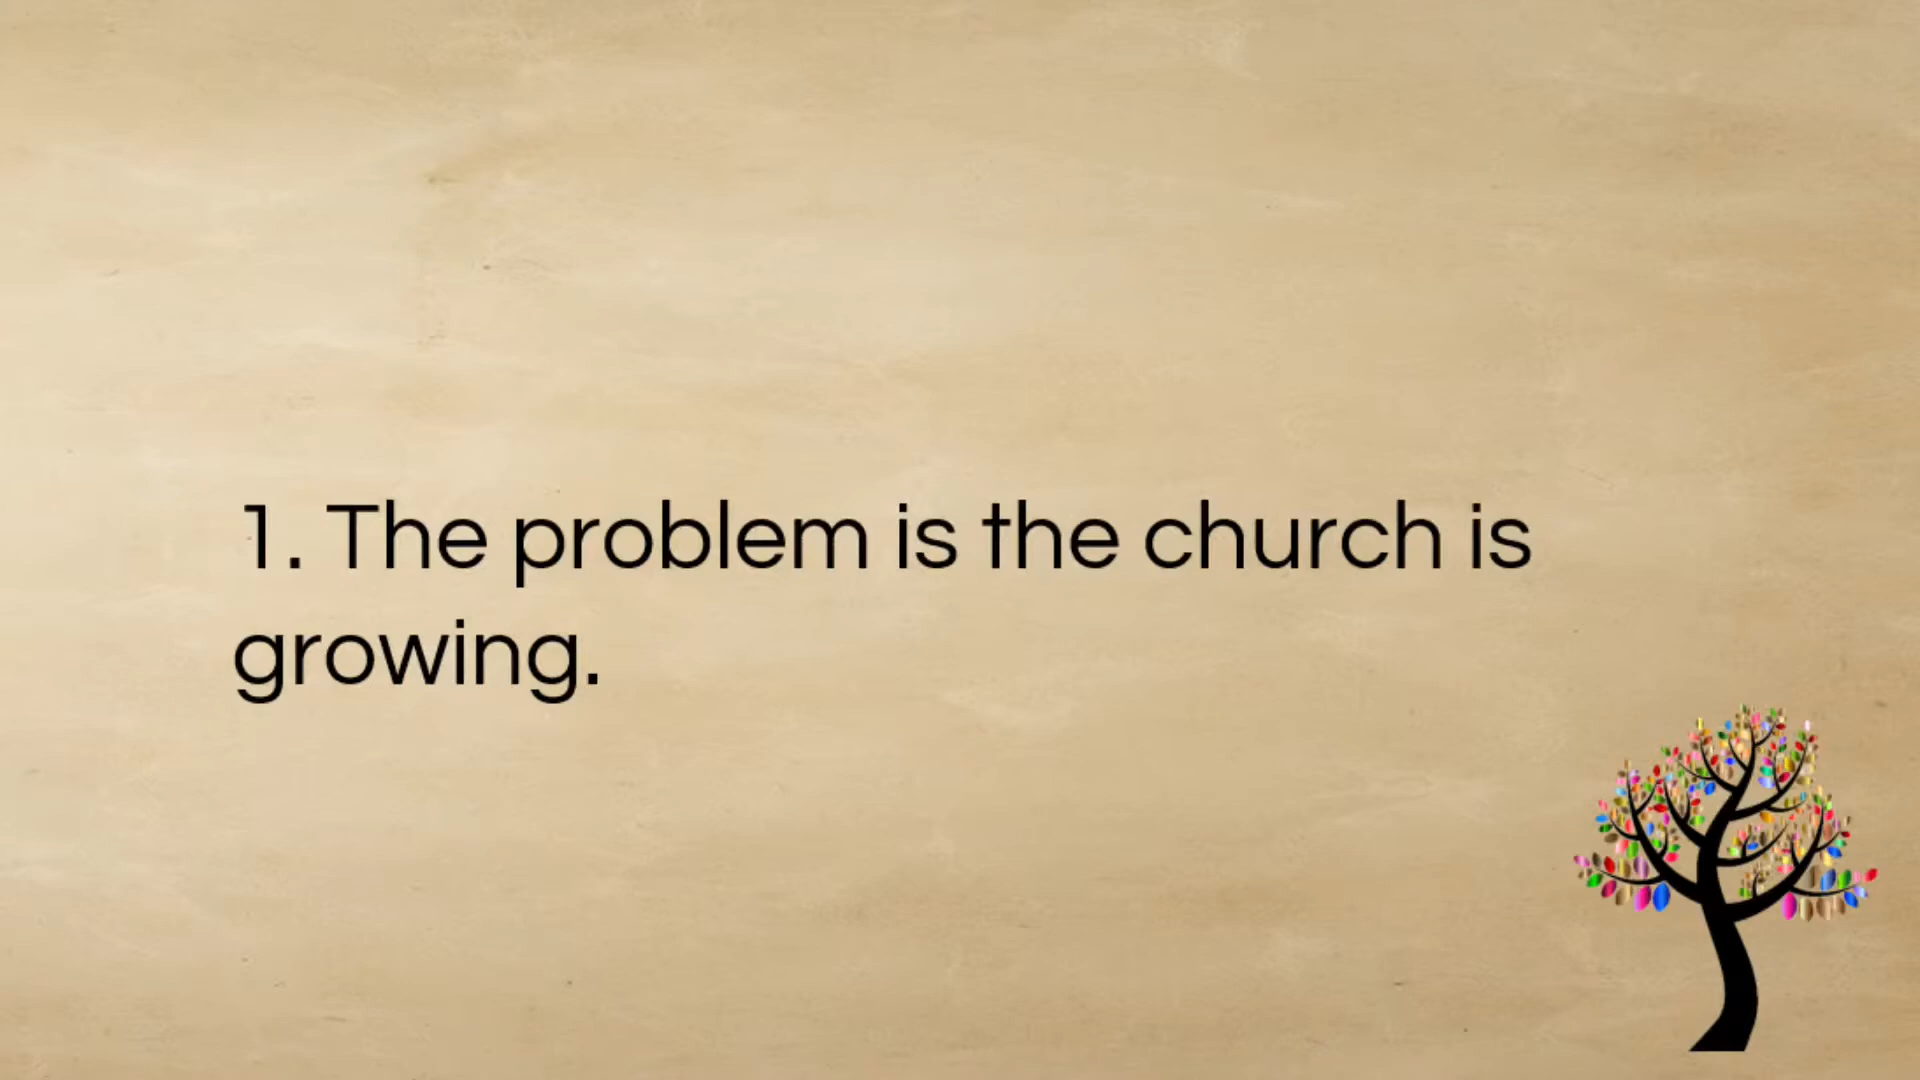 1. The problem is the church is
growing.